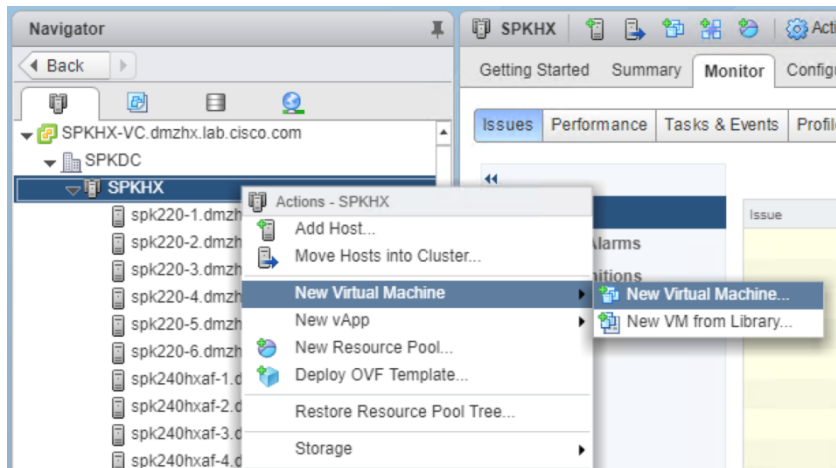 Navigator
Back
SPKHX-VC.dmzhx.lab.cisco.com
SPKDC
SPKHX
spk220-1.dmzh
spk220-2.dmzh
spk220-3.dmzh
spk220-4.dmzh
spk220-5.dmzh
spk220-6.dmzh
spk240hxaf-1.d
spk240hxaf-2.d
spk240hxaf-3.d
spk240hxaf-4.d
Actions - SPKHX
Add Host...
Move Hosts into Cluster...
New Virtual Machine
New vApp
New Resource Pool...
Deploy OVF Template...
Restore Resource Pool Tree...
Storage
New Virtual Machine...
New VM from Library...
SPKHX Acti
Getting Started Summary Monitor Configu
Issues Performance Tasks & Events Profil
Issue
Alarms
nitions